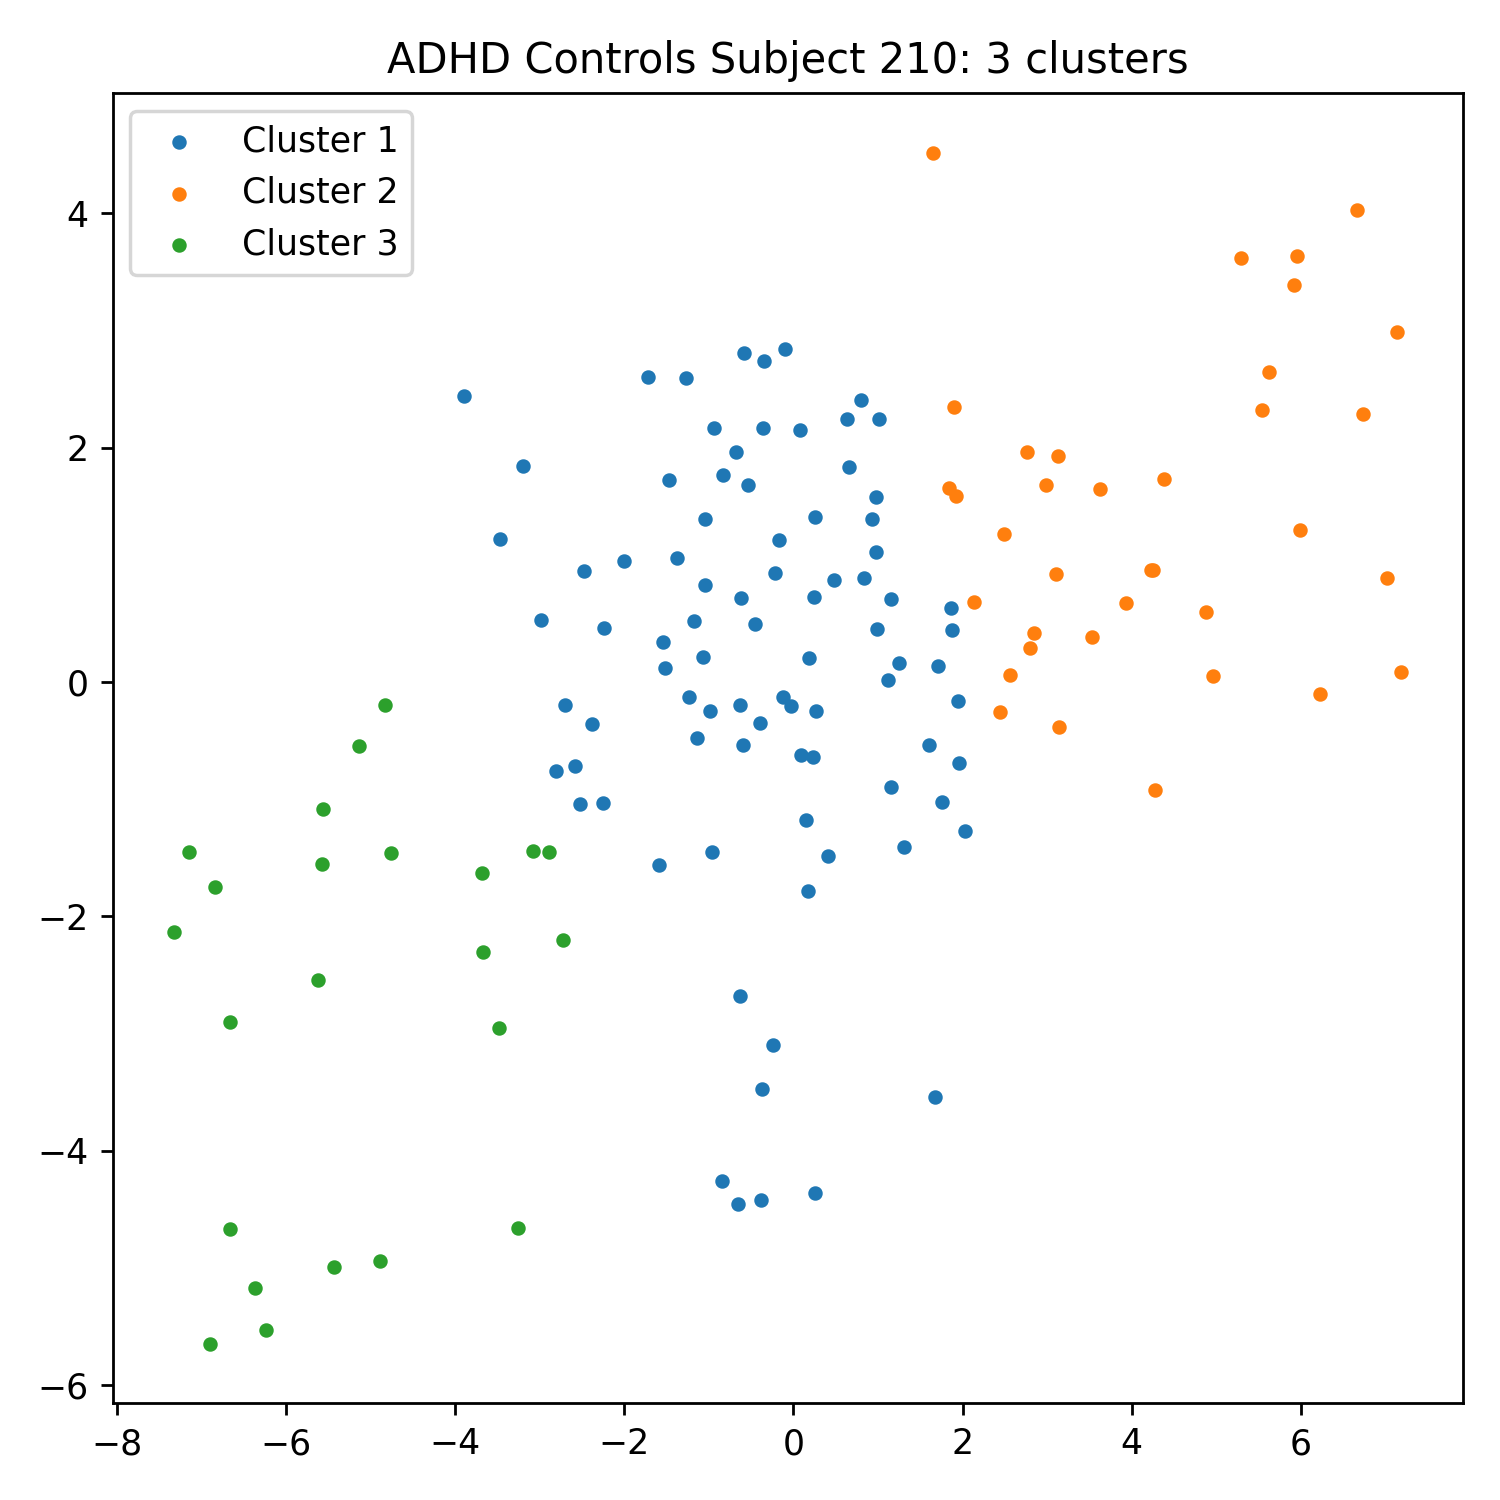 ADHD Controls Subject 210: 3 clusters
Cluster 1
Cluster 2
Cluster 3
4
2
0
−2
−4
−6
−8 −6 −4 −2 0 2 4 6